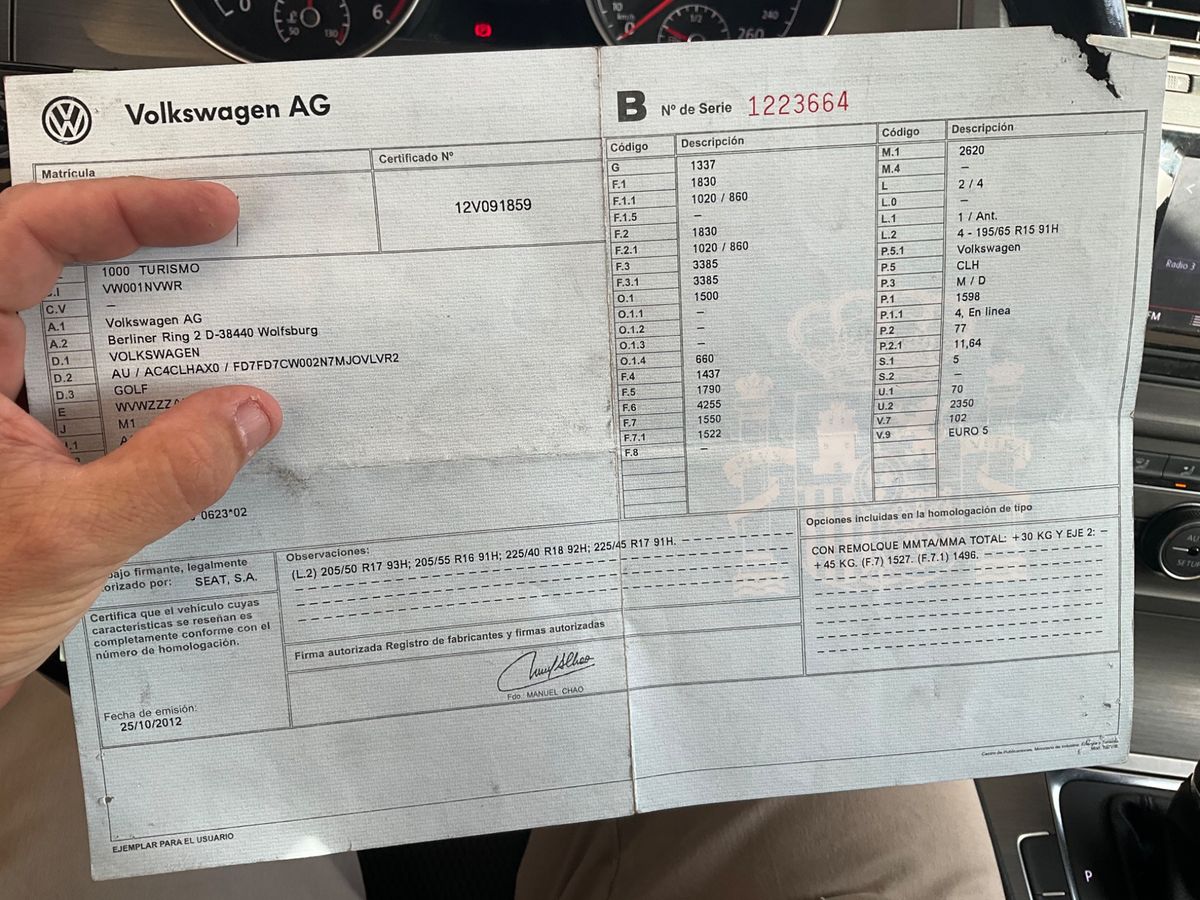 Volkswagen AG
Matrícula
Certificado Nº
12V091859
1000 TURISMO
VW001NVWR
C.V –
A.1 Volkswagen AG
A.2 Berliner Ring 2 D-38440 Wolfsburg
D.1 VOLKSWAGEN
D.2 AU / AC4CLHAX0 / FD7FD7CW002N7MJOVLVR2
D.3 GOLF
E WVWZZZ
J M1
0623*02
legalmente
por: SEAT, S.A.
Certifica que el vehículo cuyas
características se reseñan es
completamente conforme con el
número de homologación.
Fecha de emisión:
25/10/2012
Observaciones:
(L.2) 205/50 R17 93H; 205/55 R16 91H; 225/40 R18 92H; 225/45 R17 91H.
Firma autorizada Registro de fabricantes y firmas autorizadas
Fdo.: MANUEL CHAO
EJEMPLAR PARA EL USUARIO
B Nº de Serie 1223664
Código Descripción
G 1337
F.1 1830
F.1.1 1020 / 860
F.1.5 –
F.2 1830
F.2.1 1020 / 860
F.3 3385
F.3.1 3385
O.1 1500
O.1.1 –
O.1.2 –
O.1.3 –
O.1.4 660
F.4 1437
F.5 1790
F.6 4255
F.7 1550
F.7.1 1522
F.8 –
Código Descripción
M.1 2620
M.4 –
L 2 / 4
L.0 –
L.1 1 / Ant.
L.2 4 - 195/65 R15 91H
P.5.1 Volkswagen
P.5 CLH
P.3 M / D
P.1 1598
P.1.1 4, En linea
P.2 77
P.2.1 11,64
S.1 5
S.2 –
U.1 70
U.2 2350
V.7 102
V.9 EURO 5
Opciones incluidas en la homologación de tipo
CON REMOLQUE MMTA/MMA TOTAL: +30 KG Y EJE 2: –
+45 KG. (F.7) 1527. (F.7.1) 1496.
Radio 3
FM
P